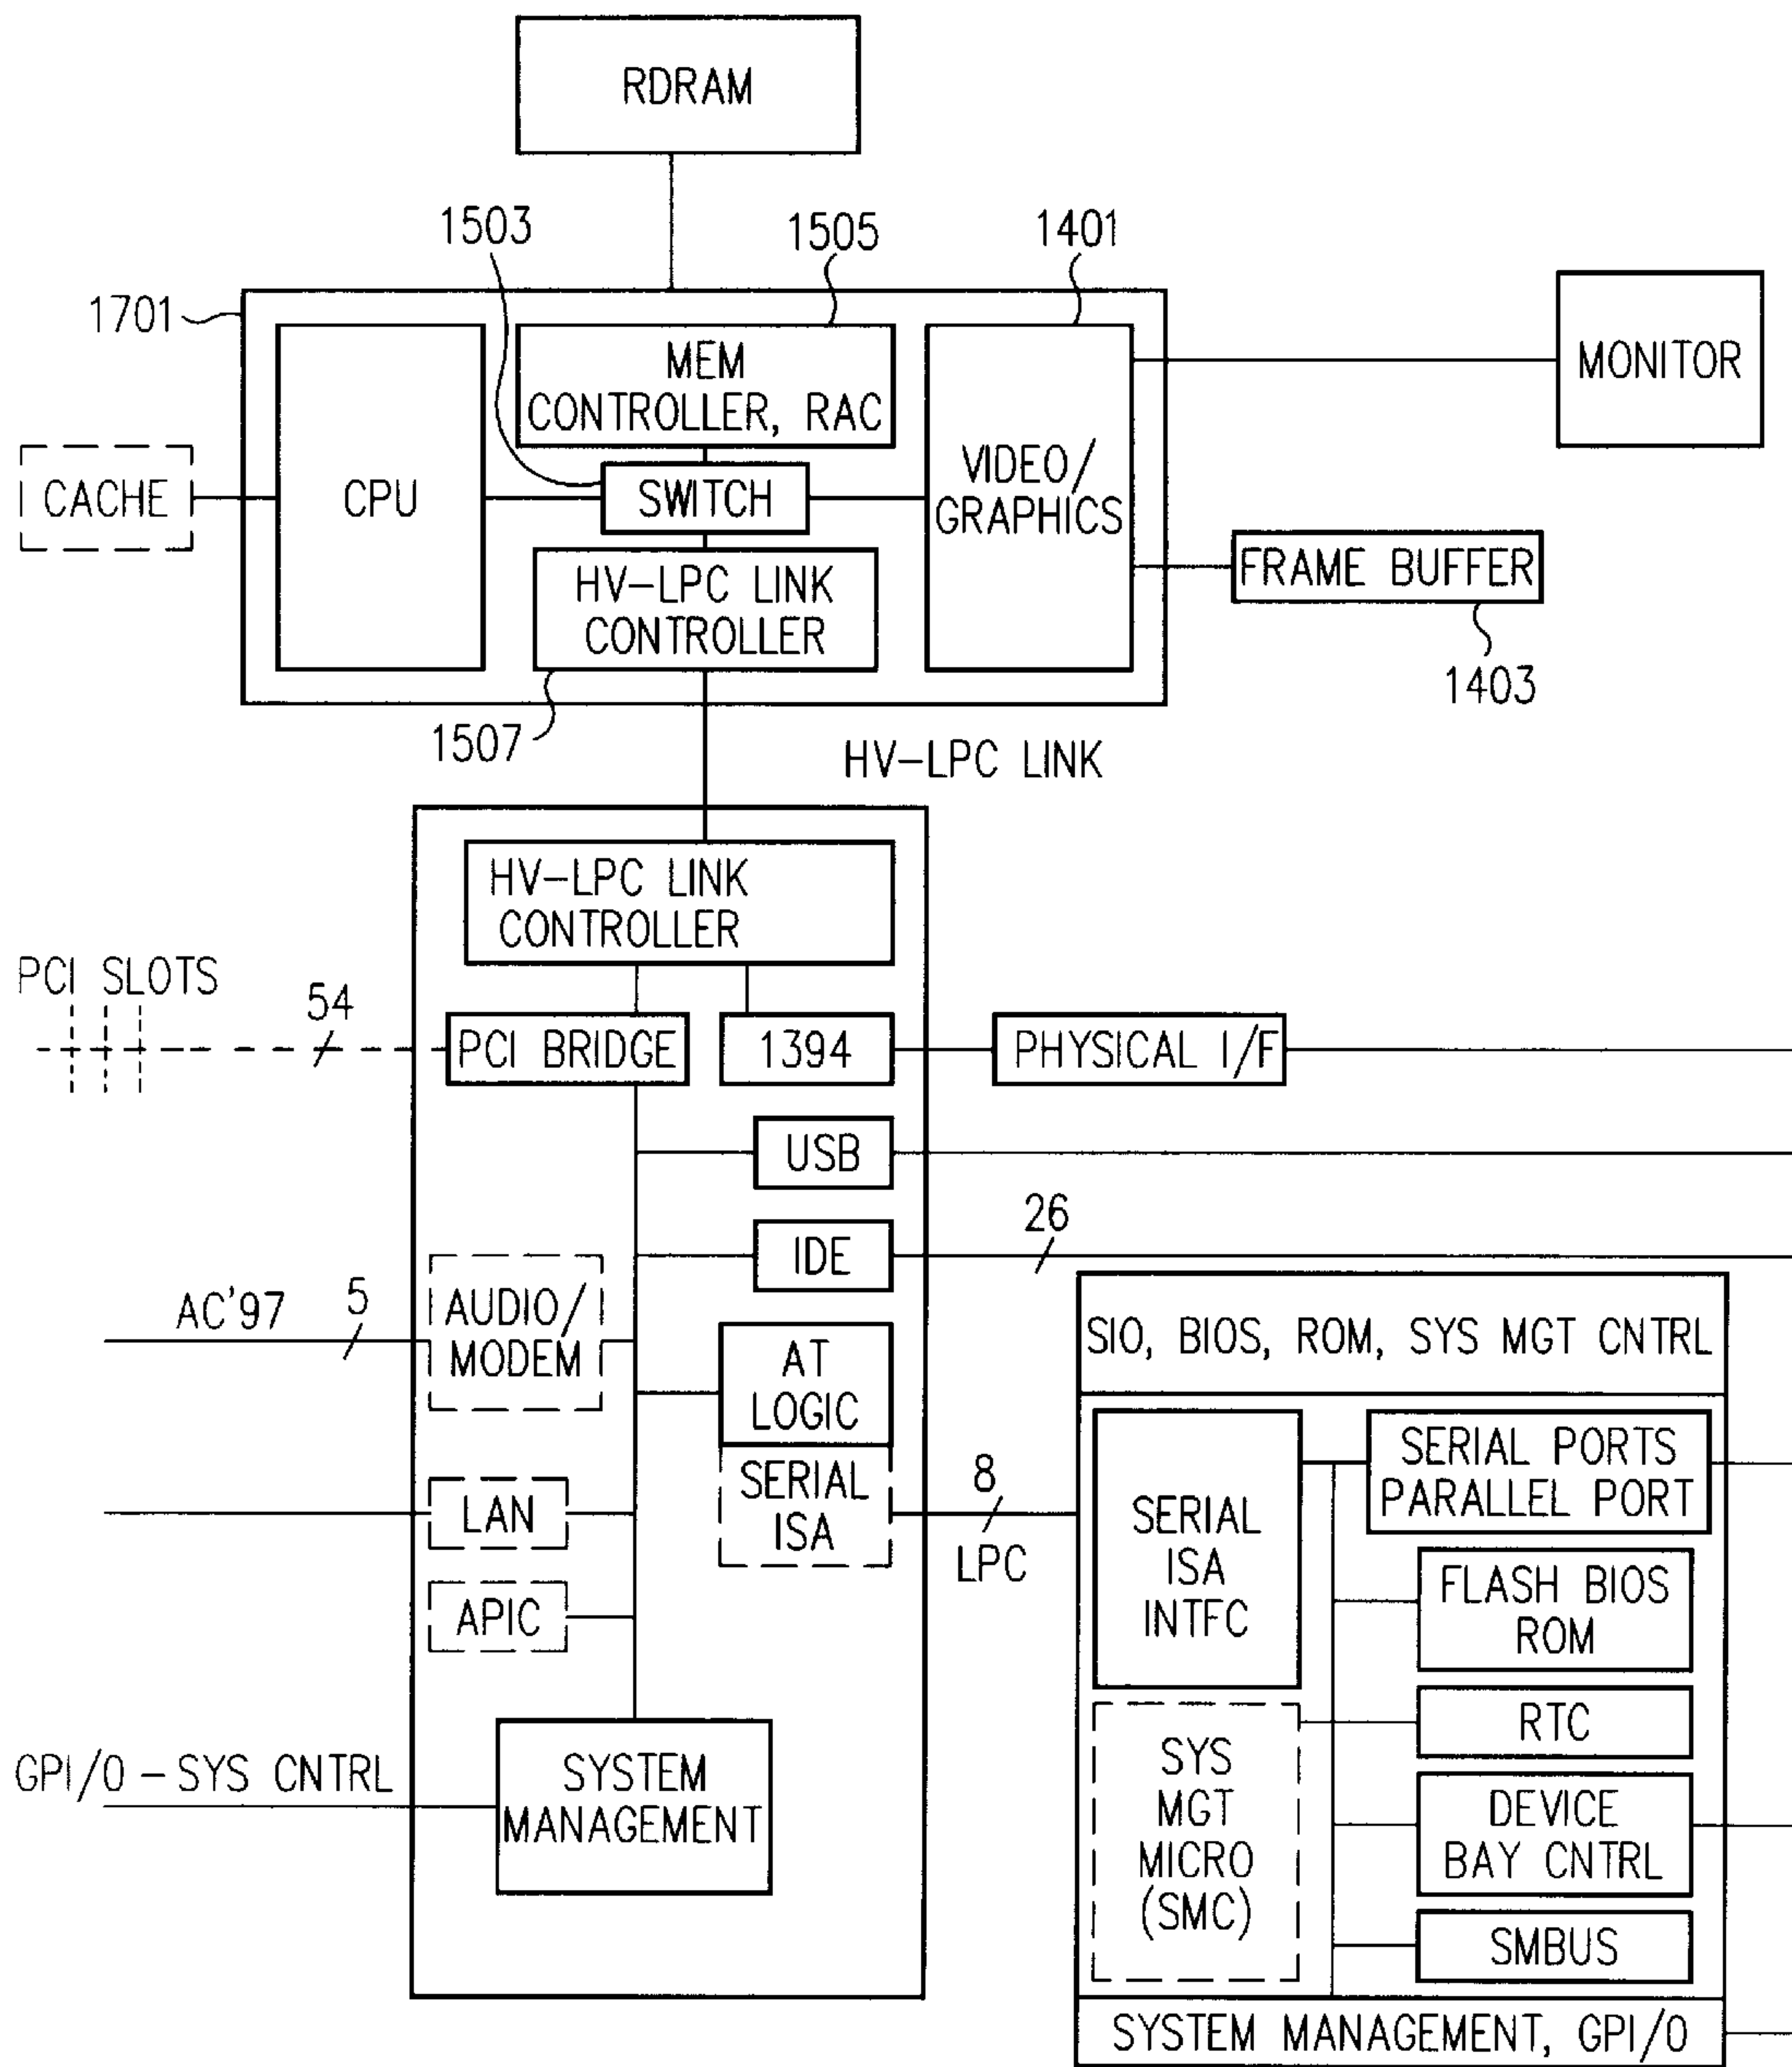 RDRAM
1503
1505
1401
1701
MEM
CONTROLLER, RAC
MONITOR
CACHE
CPU
SWITCH
VIDEO/
GRAPHICS
HV-LPC LINK
CONTROLLER
FRAME BUFFER
1403
1507
HV-LPC LINK
HV-LPC LINK
CONTROLLER
PCI SLOTS
54
PCI BRIDGE
1394
PHYSICAL I/F
USB
IDE
26
AC'97
5
AUDIO/
MODEM
AT
LOGIC
SERIAL
ISA
8
LPC
LAN
APIC
GPI/O - SYS CNTRL
SYSTEM
MANAGEMENT
SIO, BIOS, ROM, SYS MGT CNTRL
SERIAL
ISA
INTFC
SERIAL PORTS
PARALLEL PORT
FLASH BIOS
ROM
RTC
SYS
MGT
MICRO
(SMC)
DEVICE
BAY CNTRL
SMBUS
SYSTEM MANAGEMENT, GPI/O